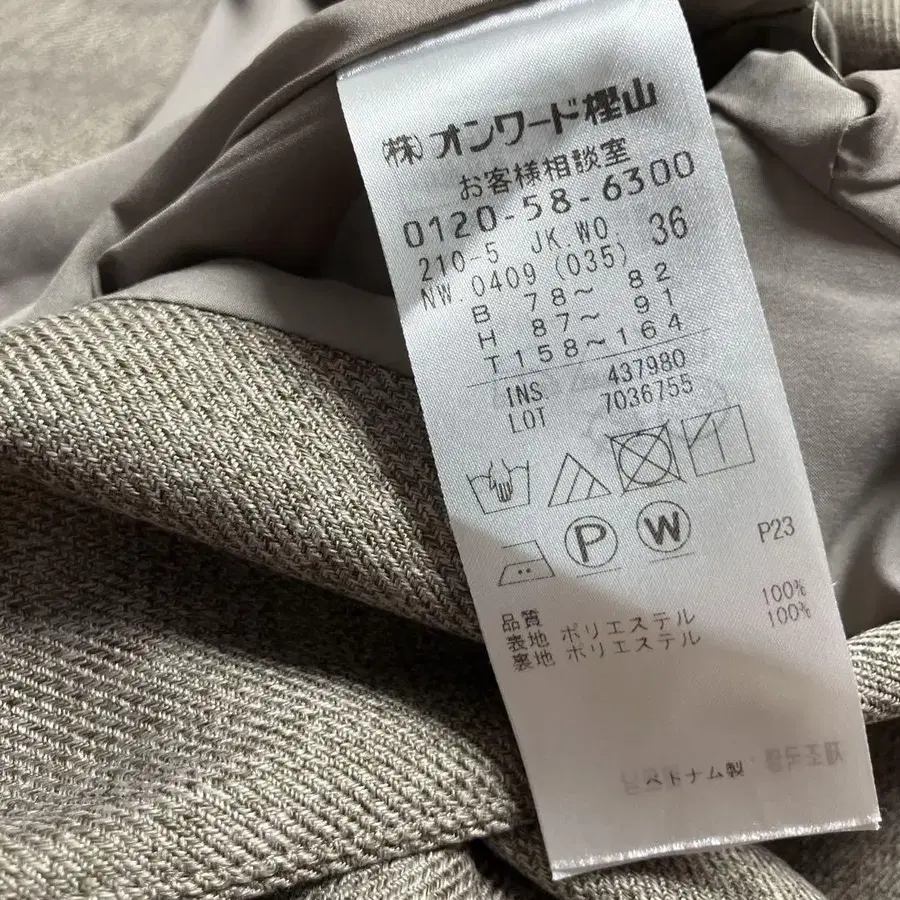 (株)オンワード樫山
お客様相談室
0120-58-6300
210-5 JK.WO. 36
NW.0409 (035)
B 78~ 82
H 87~ 91
T158~164
INS. 437980
LOT 7036755
P W
P23
品質
表地 ポリエステル 100%
裏地 ポリエステル 100%
ベトナム製